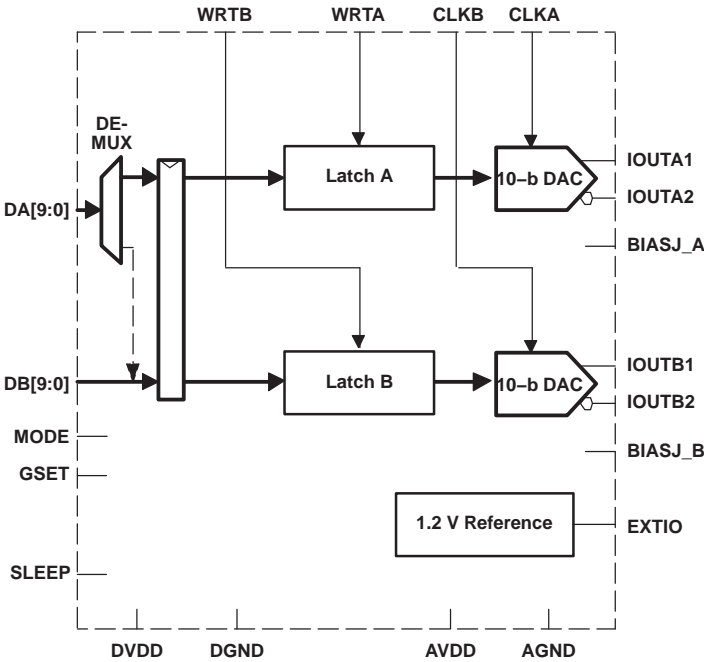 WRTB WRTA CLKB CLKA
DE-
MUX
DA[9:0]
Latch A
10–b DAC
IOUTA1
IOUTA2
BIASJ_A
DB[9:0]
Latch B
10–b DAC
IOUTB1
IOUTB2
MODE
BIASJ_B
GSET
1.2 V Reference
EXTIO
SLEEP
DVDD DGND AVDD AGND